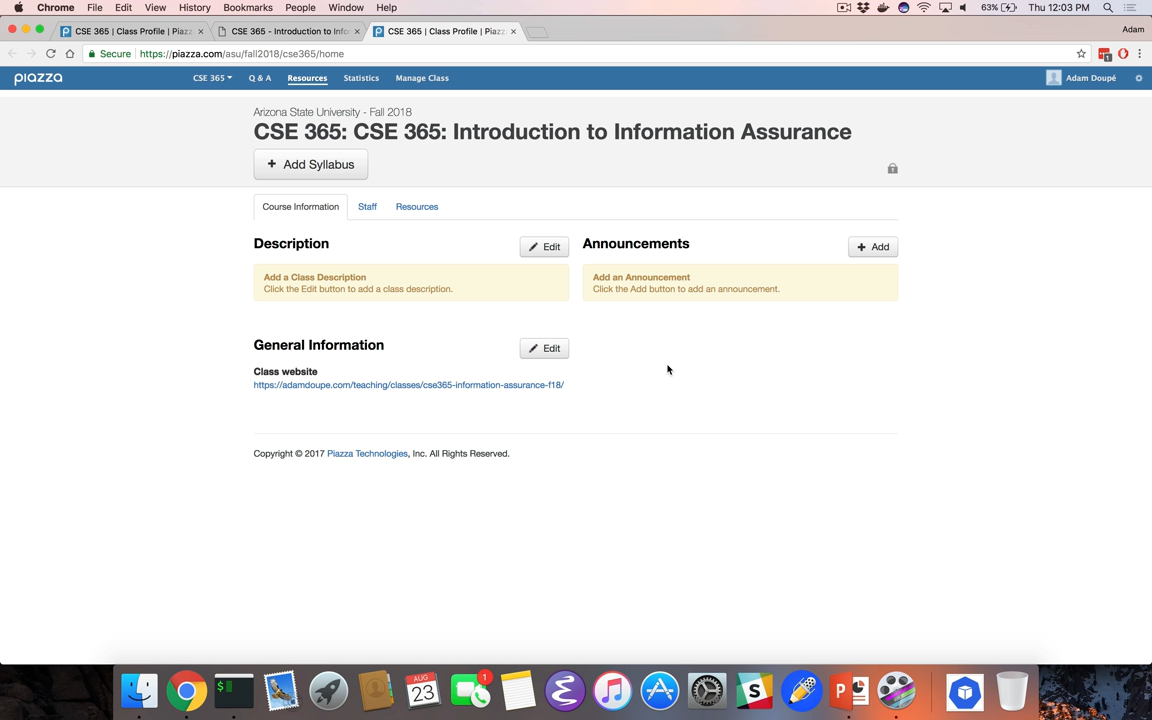 Chrome File Edit View History Bookmarks People Window Help 63% Thu 12:03 PM
CSE 365 | Class Profile | Piazz
CSE 365 - Introduction to Info
CSE 365 | Class Profile | Piazz
Adam
Secure https://piazza.com/asu/fall2018/cse365/home
1
piazza CSE 365 Q & A Resources Statistics Manage Class Adam Doupé
Arizona State University - Fall 2018
CSE 365: CSE 365: Introduction to Information Assurance
+ Add Syllabus
Course Information Staff Resources
Description Edit
Add a Class Description
Click the Edit button to add a class description.
Announcements + Add
Add an Announcement
Click the Add button to add an announcement.
General Information Edit
Class website
https://adamdoupe.com/teaching/classes/cse365-information-assurance-f18/
Copyright © 2017 Piazza Technologies, Inc. All Rights Reserved.
$
AUG
23
1
S
P